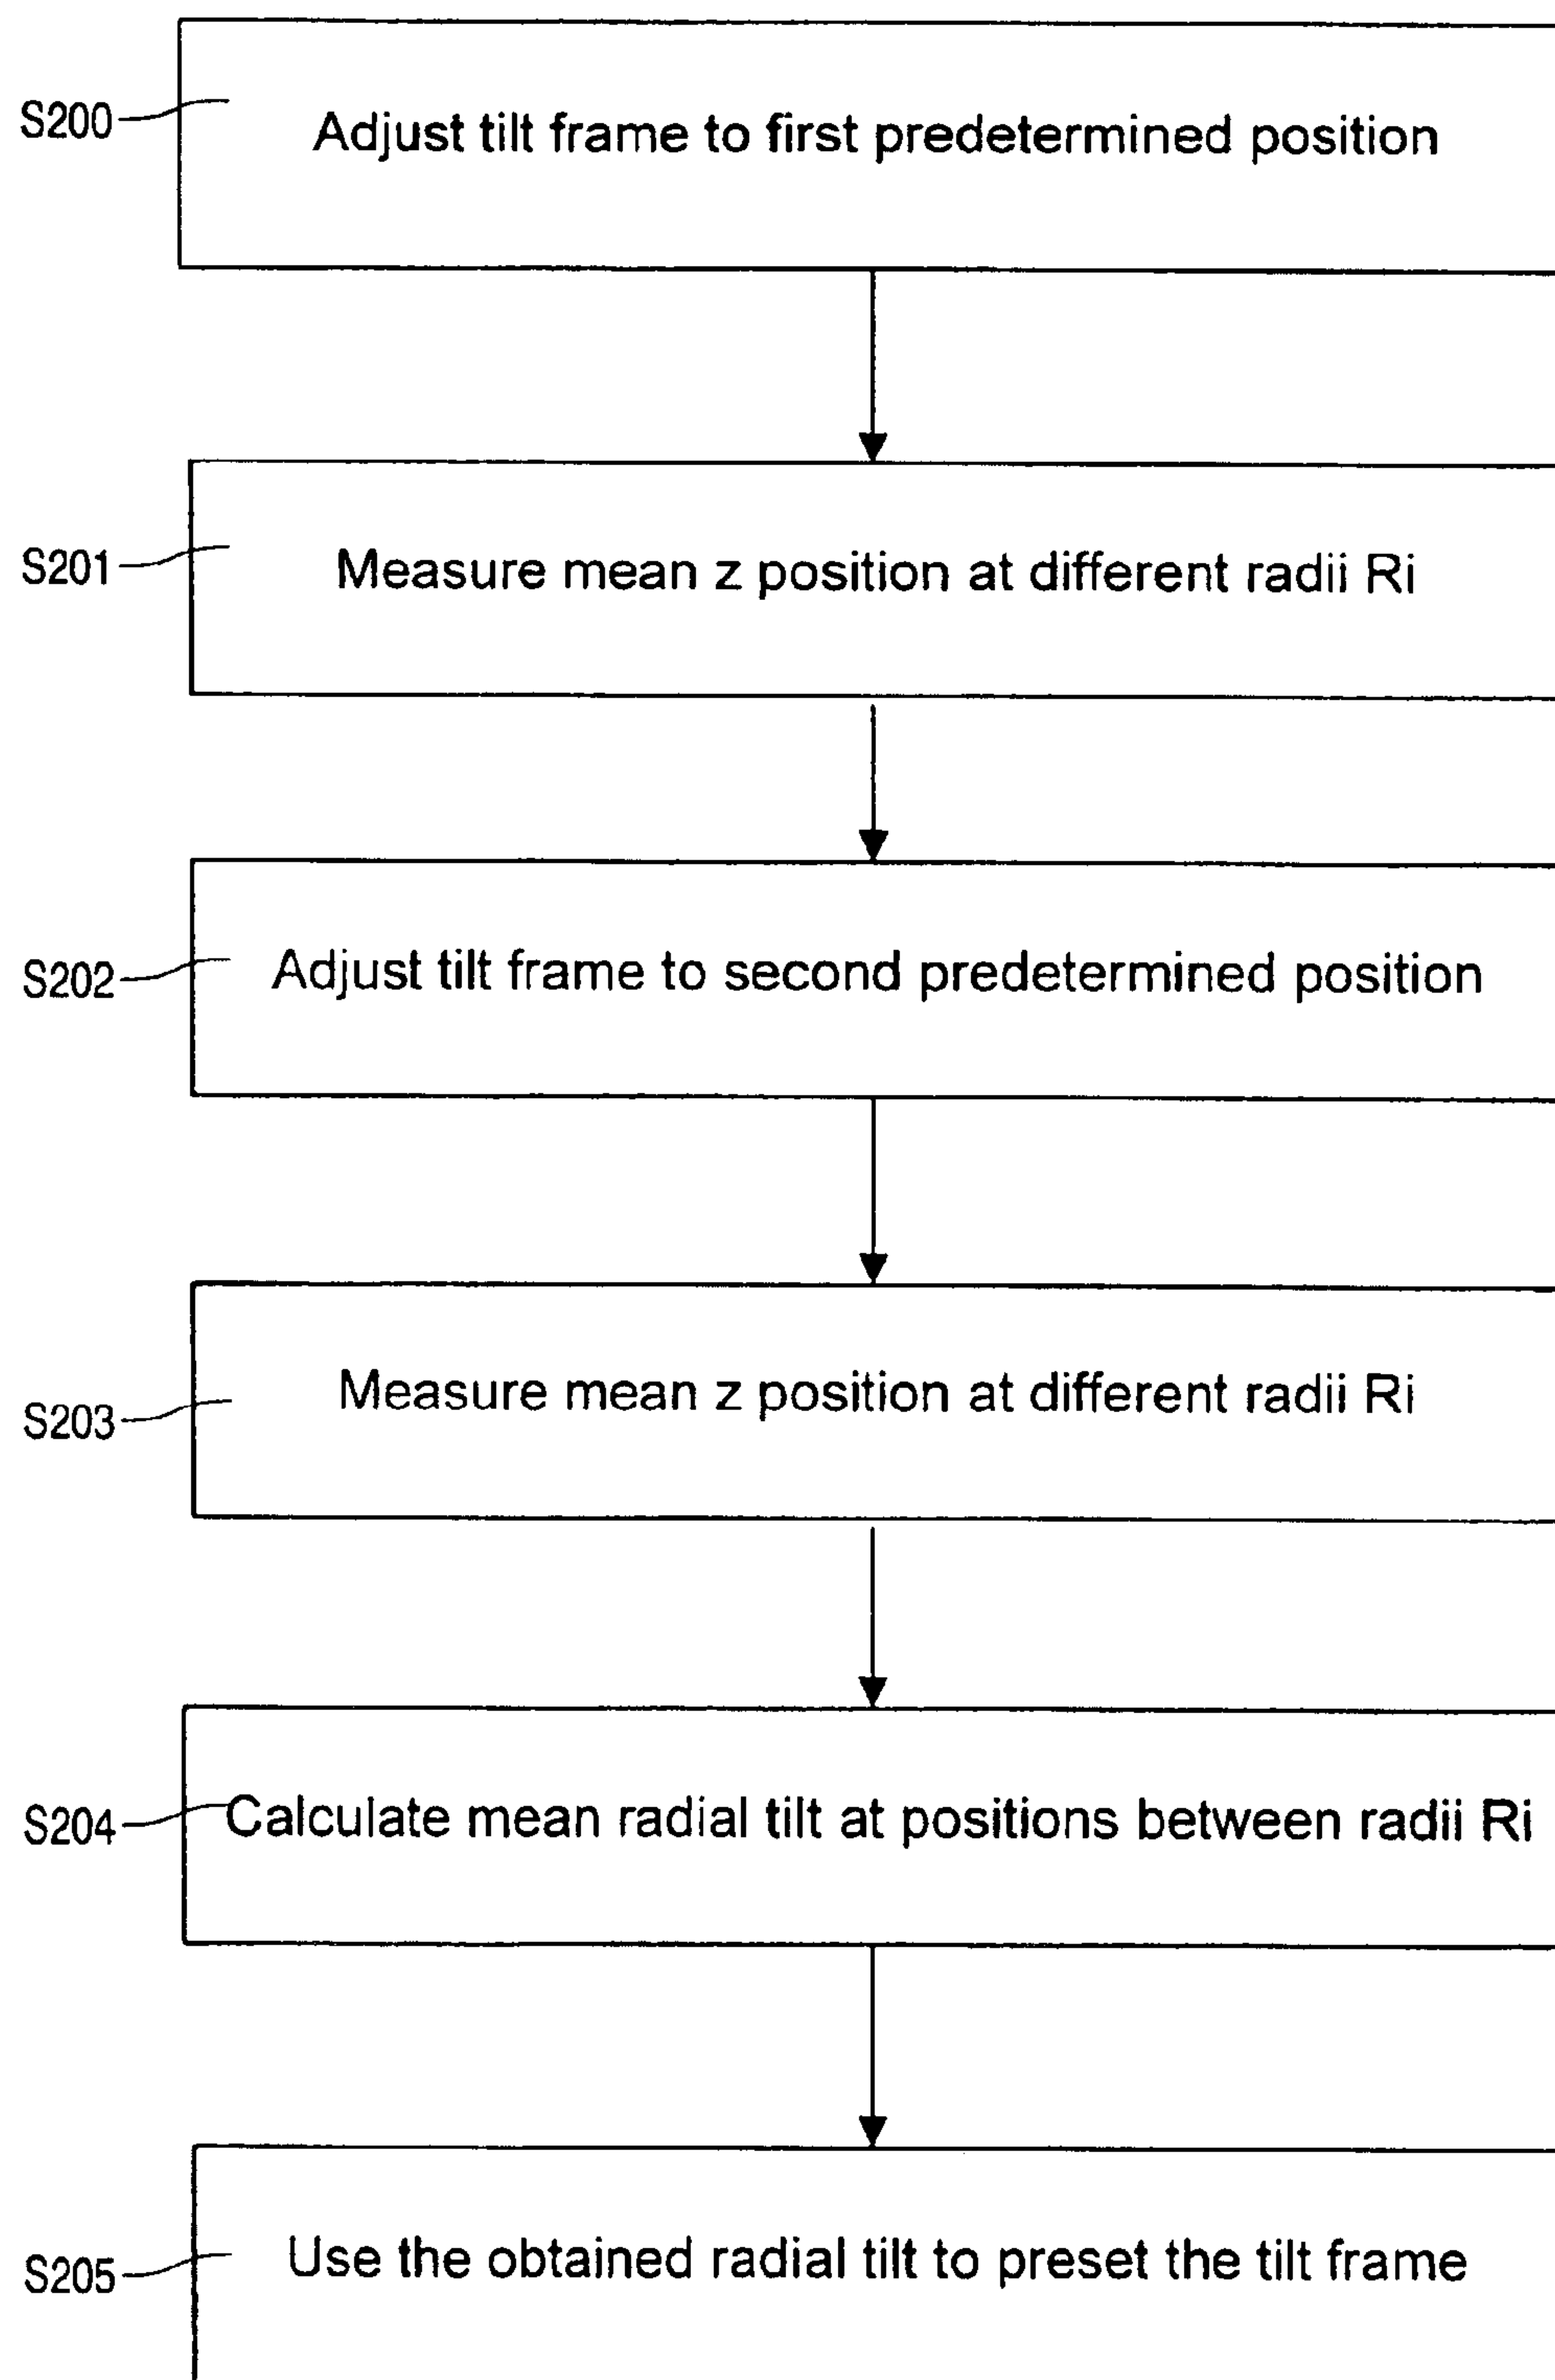 S200 Adjust tilt frame to first predetermined position
S201 Measure mean z position at different radii Ri
S202 Adjust tilt frame to second predetermined position
S203 Measure mean z position at different radii Ri
S204 Calculate mean radial tilt at positions between radii Ri
S205 Use the obtained radial tilt to preset the tilt frame